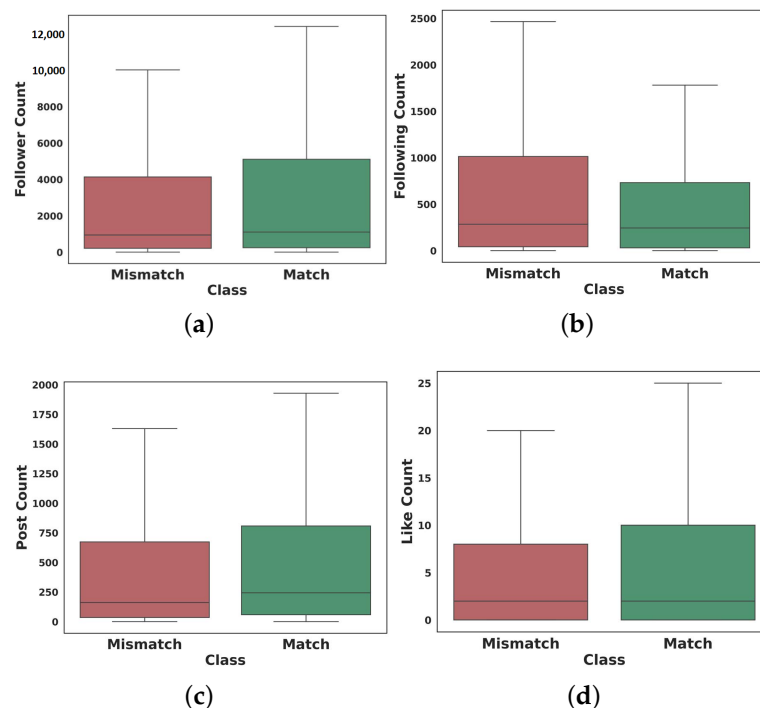 12,000
10,000
8000
6000
4000
2000
0
Follower Count
Mismatch Match
Class
(a)
2500
2000
1500
1000
500
0
Following Count
Mismatch Match
Class
(b)
2000
1750
1500
1250
1000
750
500
250
0
Post Count
Mismatch Match
Class
(c)
25
20
15
10
5
0
Like Count
Mismatch Match
Class
(d)